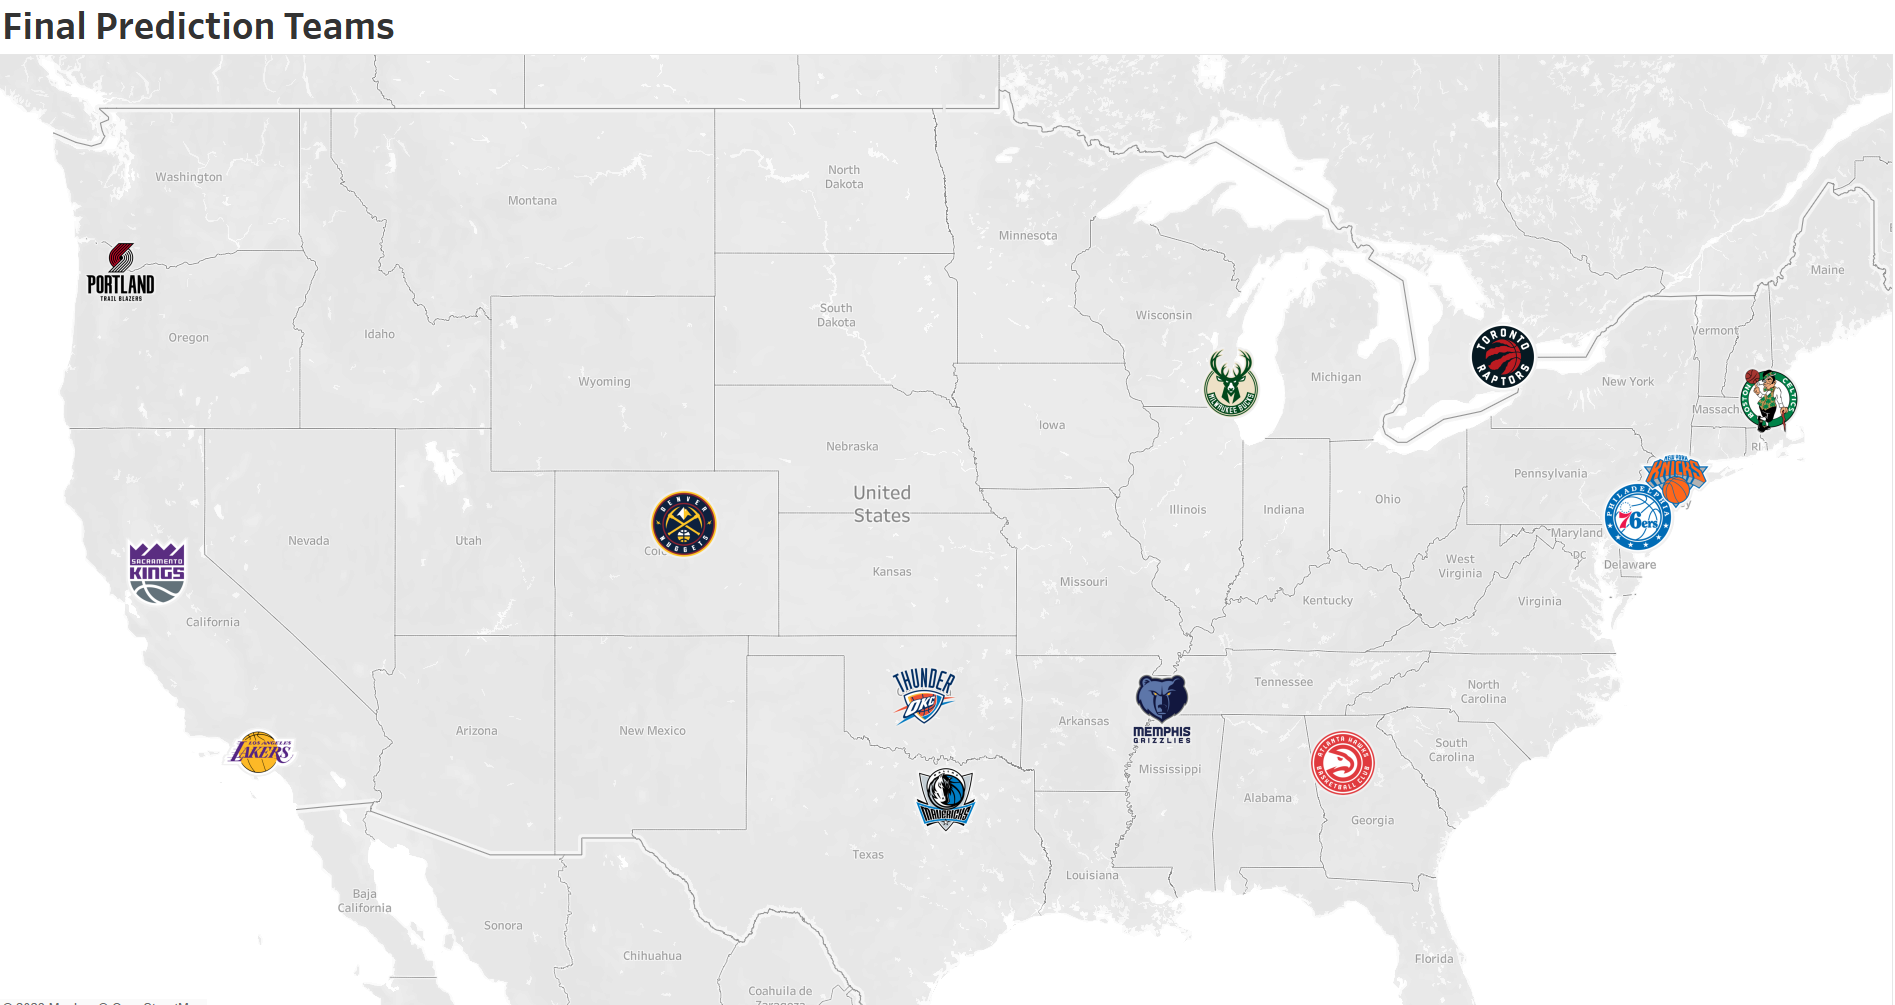 Final Prediction Teams
Washington
Montana
North
Dakota
Minnesota
Maine
PORTLAND
TRAIL BLAZERS
Oregon
Idaho
South
Dakota
Wisconsin
Vermont
TORONTO
RAPTORS
Wyoming
MILWAUKEE BUCKS
Michigan
New York
BOSTON
CELTICS
Massach
Iowa
Nebraska
RI
United
States
NEW YORK
KNICKS
Pennsylvania
Ohio
DENVER
NUGGETS
Illinois
Indiana
PHILADELPHIA
76ers
Maryland
DC
Delaware
Nevada
Utah
SACRAMENTO
KINGS
Kansas
Missouri
West
Virginia
Virginia
Kentucky
California
THUNDER
OKC
Tennessee
North
Carolina
Arizona
New Mexico
Arkansas
MEMPHIS
GRIZZLIES
LOS ANGELES
LAKERS
ATLANTA HAWKS
BASKETBALL CLUB
South
Carolina
Mississippi
MAVERICKS
Alabama
Georgia
Texas
Louisiana
Baja
California
Sonora
Chihuahua
Florida
Coahuila de